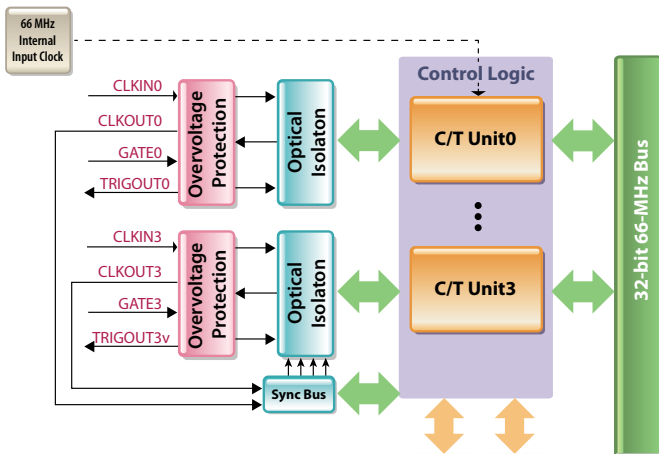 66 MHz
Internal
Input Clock
Control Logic
CLKIN0
CLKOUT0
GATE0
TRIGOUT0
Overvoltage
Protection
Optical
Isolaton
C/T Unit0
CLKIN3
CLKOUT3
GATE3
TRIGOUT3v
Overvoltage
Protection
Optical
Isolaton
C/T Unit3
Sync Bus
32-bit 66-MHz Bus